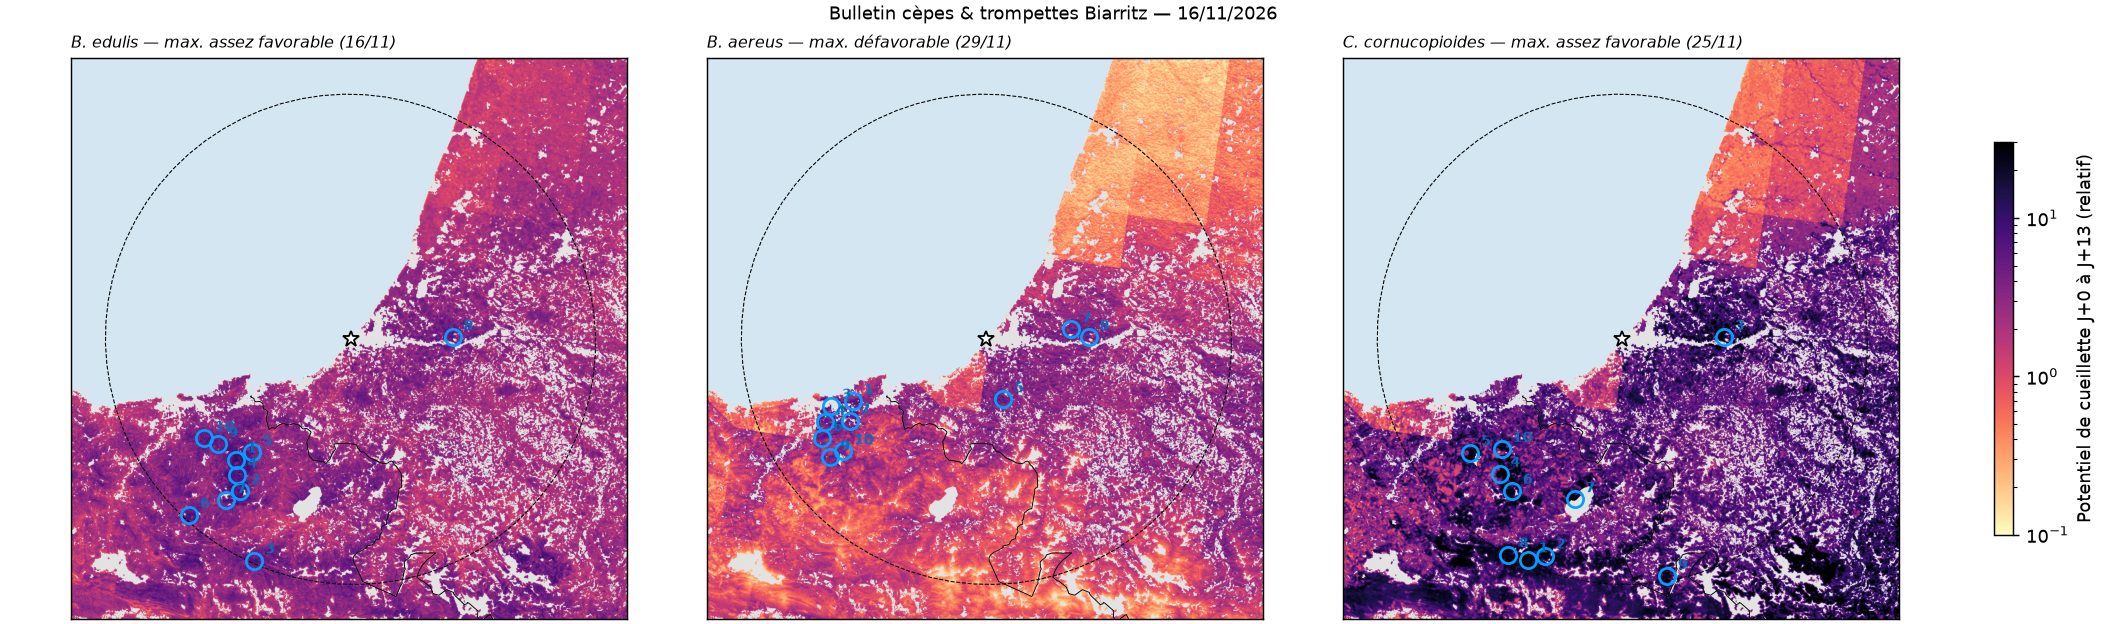 Bulletin cèpes & trompettes Biarritz — 16/11/2026
B. edulis — max. assez favorable (16/11)
B. aereus — max. défavorable (29/11)
C. cornucopioides — max. assez favorable (25/11)
10¹
10⁰
10⁻¹
Potentiel de cueillette J+0 à J+13 (relatif)